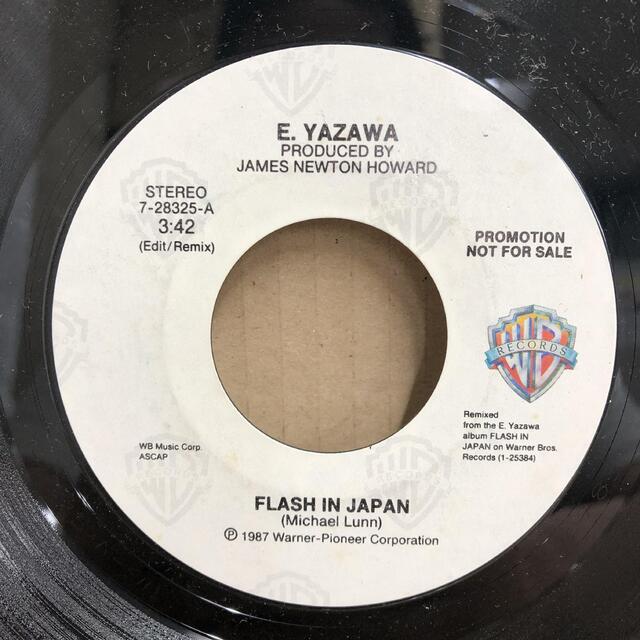 E. YAZAWA
PRODUCED BY
JAMES NEWTON HOWARD
STEREO
7-28325-A
3:42
(Edit/Remix)
PROMOTION
NOT FOR SALE
WB
RECORDS
Remixed
from the E. Yazawa
album FLASH IN
JAPAN on Warner Bros.
Records (1-25384)
WB Music Corp.
ASCAP
FLASH IN JAPAN
(Michael Lunn)
Ⓟ 1987 Warner-Pioneer Corporation